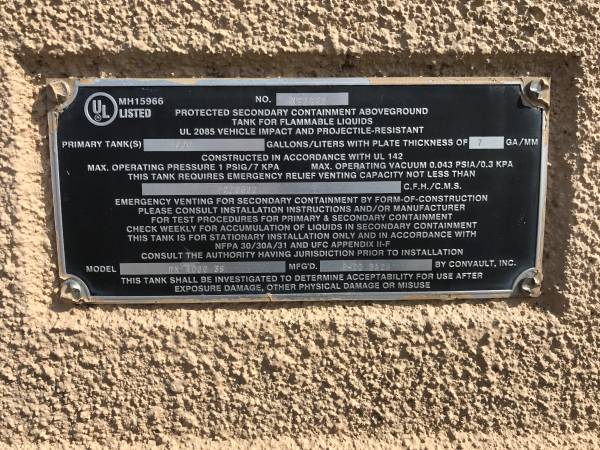 UL MH15966 NO.
LISTED
PROTECTED SECONDARY CONTAINMENT ABOVEGROUND
TANK FOR FLAMMABLE LIQUIDS
UL 2085 VEHICLE IMPACT AND PROJECTILE-RESISTANT
PRIMARY TANK(S) GALLONS/LITERS WITH PLATE THICKNESS OF 7 GA/MM
CONSTRUCTED IN ACCORDANCE WITH UL 142
MAX. OPERATING PRESSURE 1 PSIG/7 KPA MAX. OPERATING VACUUM 0.043 PSIA/0.3 KPA
THIS TANK REQUIRES EMERGENCY RELIEF VENTING CAPACITY NOT LESS THAN
C.F.H./C.M.S.
EMERGENCY VENTING FOR SECONDARY BY FORM-OF-CONSTRUCTION
PLEASE CONSULT INSTALLATION INSTRUCTIONS AND/OR MANUFACTURER
FOR TEST PROCEDURES FOR PRIMARY & SECONDARY CONTAINMENT
CHECK WEEKLY FOR ACCUMULATION OF LIQUIDS IN SECONDARY CONTAINMENT
THIS TANK IS FOR STATIONARY INSTALLATION ONLY AND IN ACCORDANCE WITH
NFPA 30/30A/31 AND UFC APPENDIX II-F
CONSULT THE AUTHORITY HAVING JURISDICTION PRIOR TO INSTALLATION
MODEL MFG'D. BY CONVAULT, INC.
THIS TANK SHALL BE INVESTIGATED TO DETERMINE ACCEPTABILITY FOR USE AFTER
EXPOSURE DAMAGE, OTHER PHYSICAL DAMAGE OR MISUSE